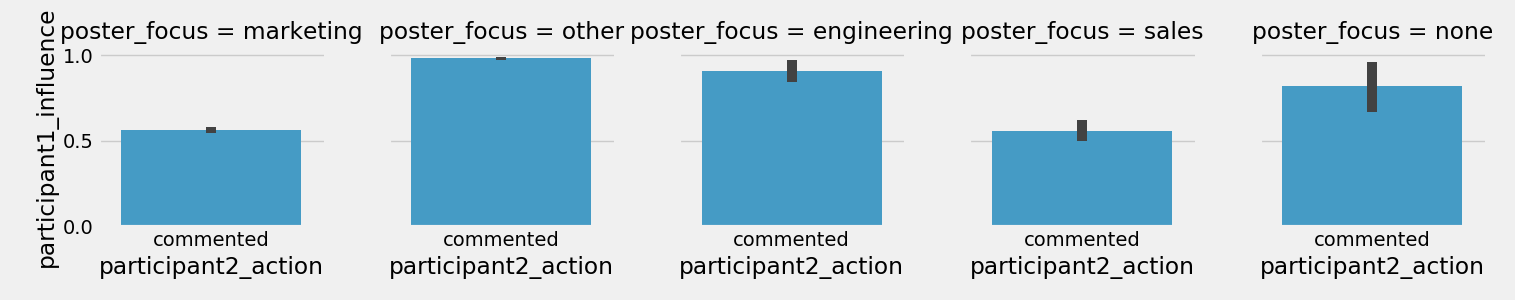 poster_focus = marketing
poster_focus = other
poster_focus = engineering
poster_focus = sales
poster_focus = none
participant1_influence
1.0
0.5
0.0
commented
commented
commented
commented
commented
participant2_action
participant2_action
participant2_action
participant2_action
participant2_action